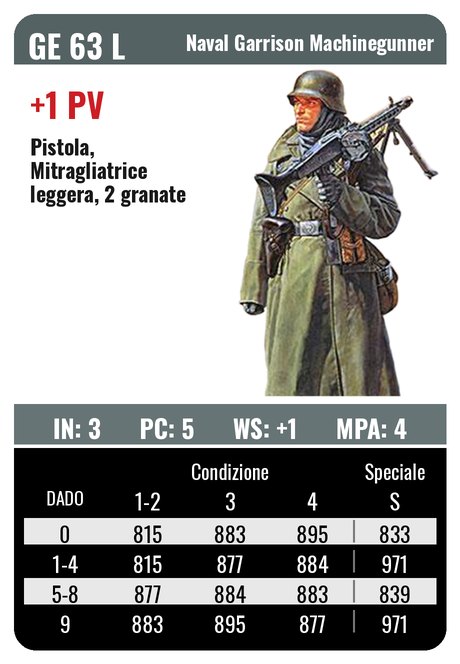 GE 63 L
Naval Garrison Machinegunner
+1 PV
Pistola,
Mitragliatrice
leggera, 2 granate
IN: 3 PC: 5 WS: +1 MPA: 4
Condizione Speciale
DADO 1-2 3 4 S
0 815 883 895 833
1-4 815 877 884 971
5-8 877 884 883 839
9 883 895 877 971